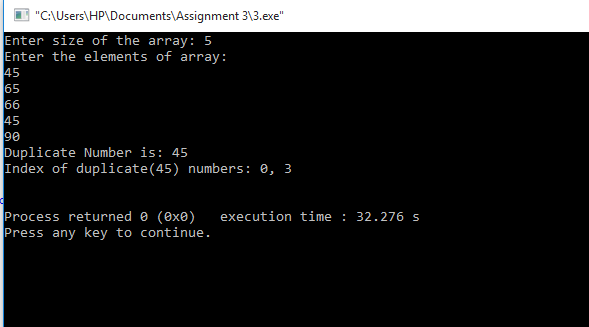 "C:\Users\HP\Documents\Assignment 3\3.exe"
Enter size of the array: 5
Enter the elements of array:
45
65
66
45
90
Duplicate Number is: 45
Index of duplicate(45) numbers: 0, 3
Process returned 0 (0x0)   execution time : 32.276 s
Press any key to continue.